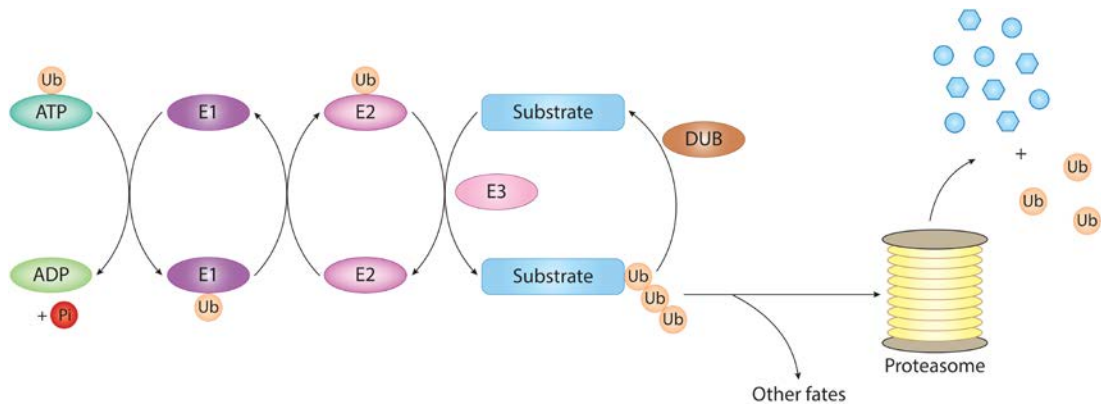 Ub
ATP
E1
Ub
E2
Substrate
DUB
E3
ADP
+ Pi
E1
Ub
E2
Substrate
Ub
Ub
Ub
Other fates
Proteasome
+
Ub
Ub
Ub